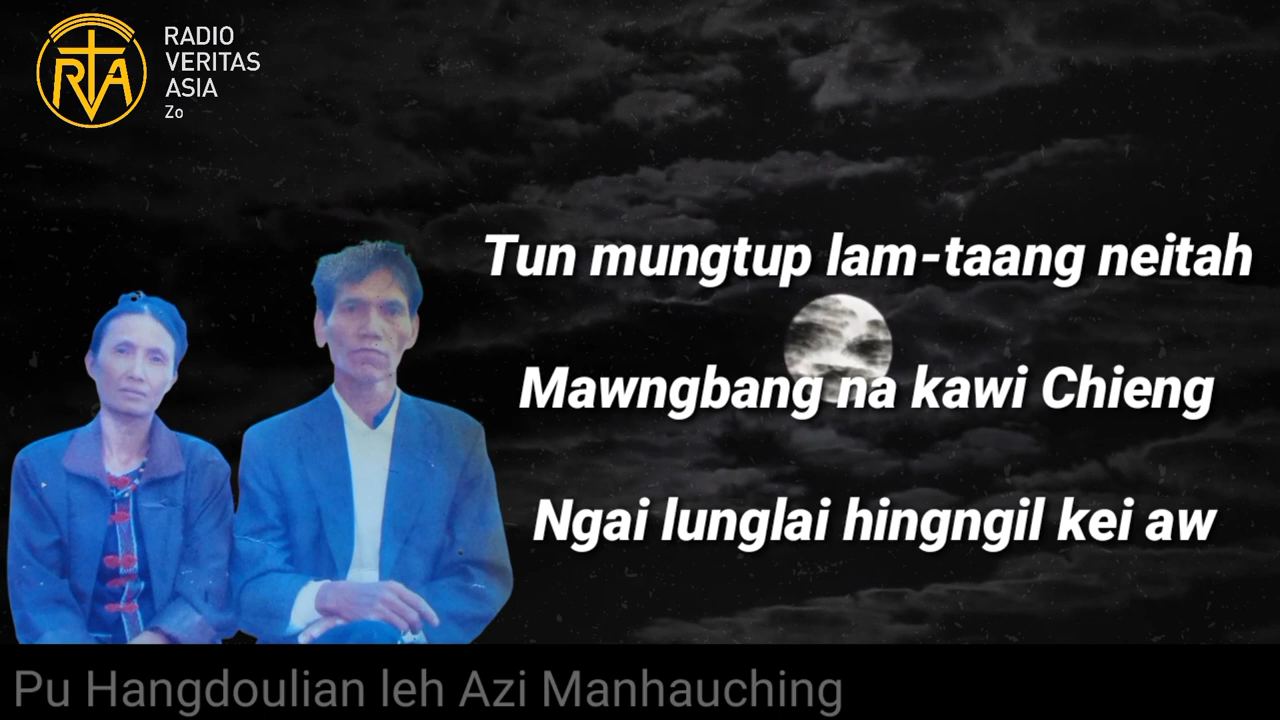 RADIO
VERITAS
ASIA
Zo
Tun mungtup lam-taang neitah
Mawngbang na kawi Chieng
Ngai lunglai hingngil kei aw
Pu Hangdoulian leh Azi Manhauching